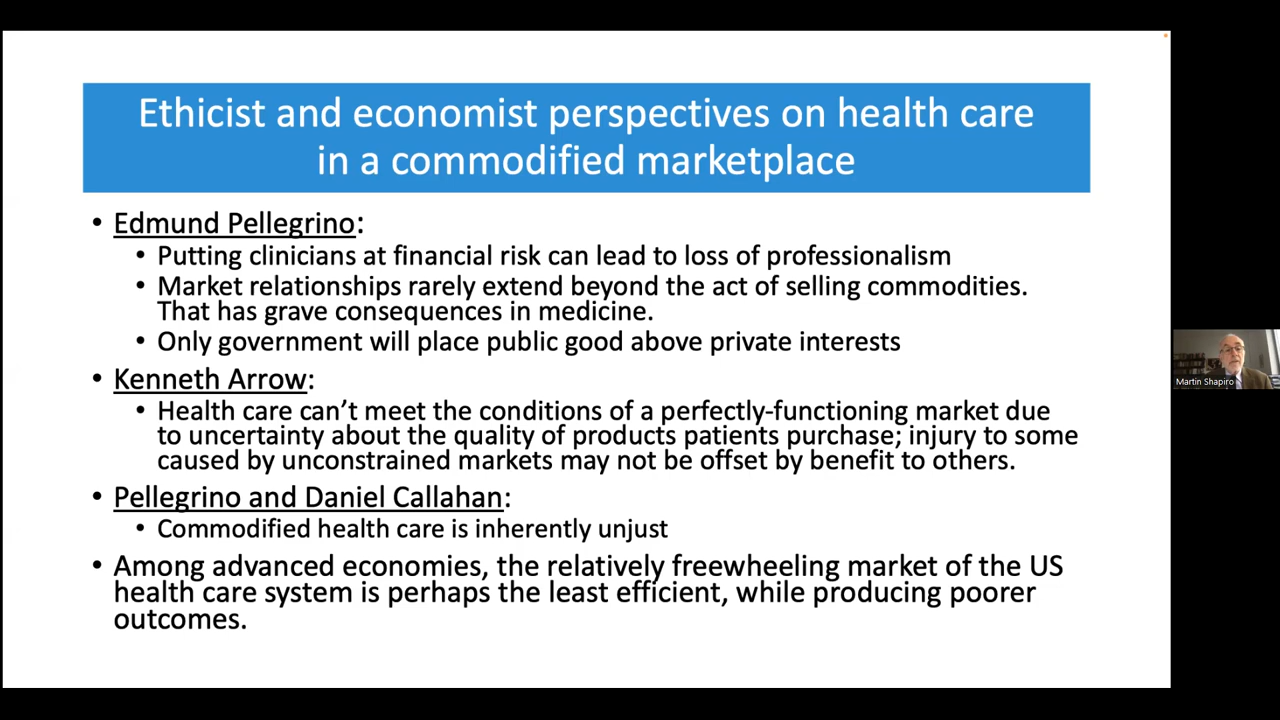 Ethicist and economist perspectives on health care
in a commodified marketplace
• Edmund Pellegrino:
• Putting clinicians at financial risk can lead to loss of professionalism
• Market relationships rarely extend beyond the act of selling commodities.
That has grave consequences in medicine.
• Only government will place public good above private interests
• Kenneth Arrow:
• Health care can't meet the conditions of a perfectly-functioning market due
to uncertainty about the quality of products patients purchase; injury to some
caused by unconstrained markets may not be offset by benefit to others.
• Pellegrino and Daniel Callahan:
• Commodified health care is inherently unjust
• Among advanced economies, the relatively freewheeling market of the US
health care system is perhaps the least efficient, while producing poorer
outcomes.
Martin Shapiro